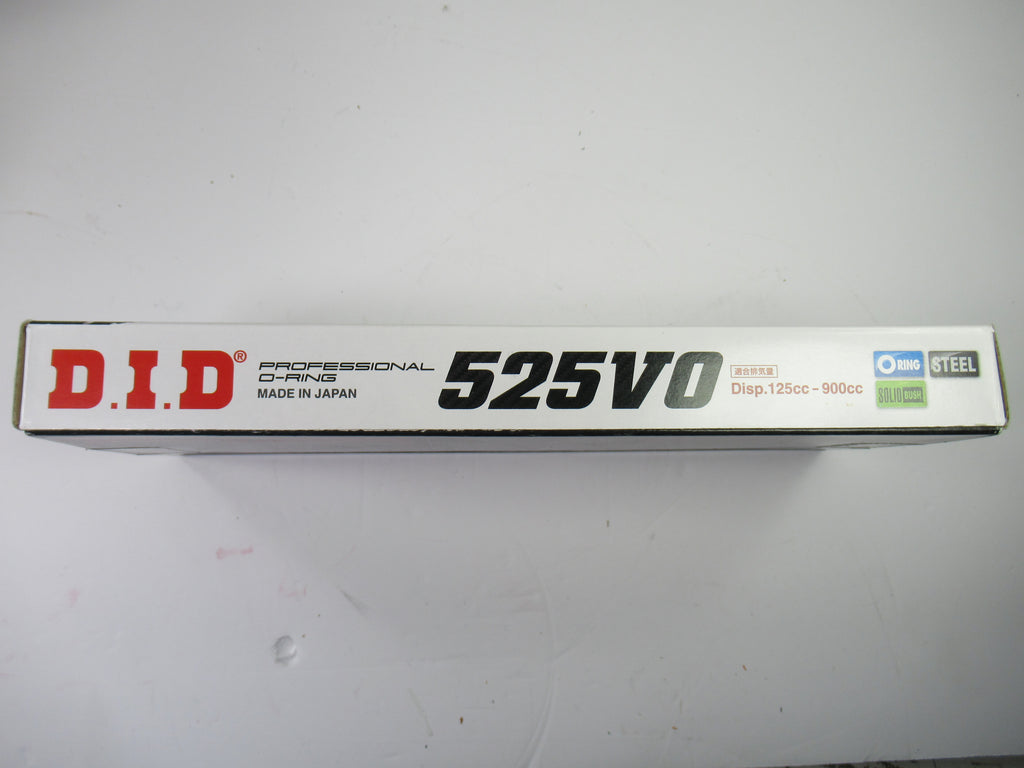 D.I.D®
PROFESSIONAL
O-RING
MADE IN JAPAN
525VO
適合排気量
Disp.125cc-900cc
O RING
STEEL
SOLID BUSH